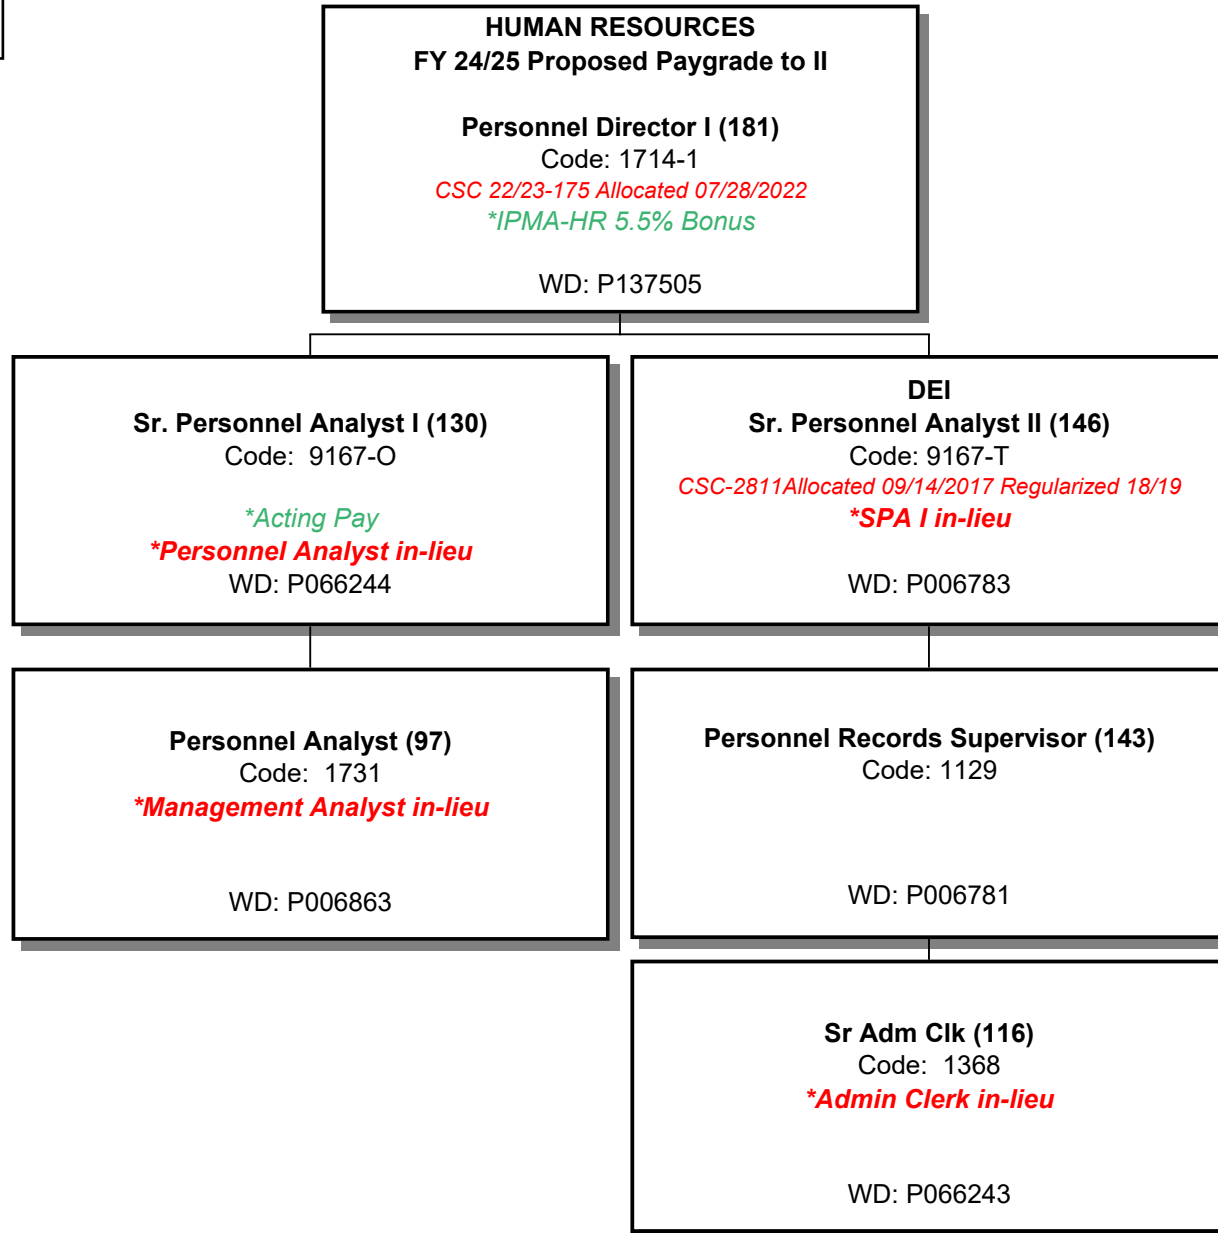 HUMAN RESOURCES
FY 24/25 Proposed Paygrade to II
Personnel Director I (181)
Code: 1714-1
CSC 22/23-175 Allocated 07/28/2022
*IPMA-HR 5.5% Bonus
WD: P137505
Sr. Personnel Analyst I (130)
Code: 9167-O
*Acting Pay
*Personnel Analyst in-lieu
WD: P066244
DEI
Sr. Personnel Analyst II (146)
Code: 9167-T
CSC-2811Allocated 09/14/2017 Regularized 18/19
*SPA I in-lieu
WD: P006783
Personnel Analyst (97)
Code: 1731
*Management Analyst in-lieu
WD: P006863
Personnel Records Supervisor (143)
Code: 1129
WD: P006781
Sr Adm Clk (116)
Code: 1368
*Admin Clerk in-lieu
WD: P066243